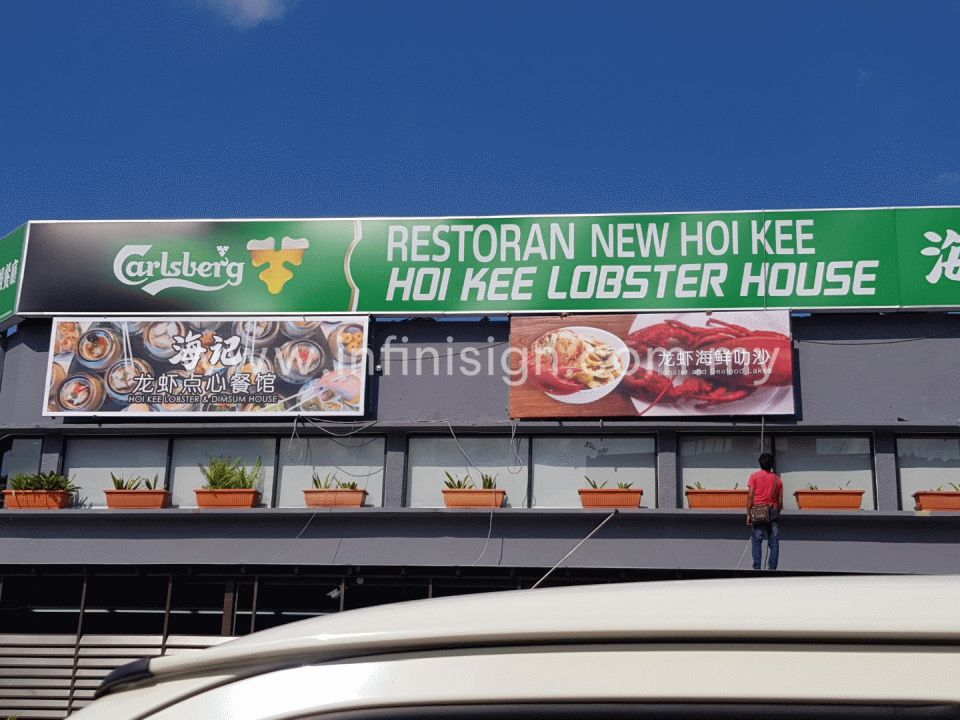 Carlsberg
RESTORAN NEW HOI KEE
HOI KEE LOBSTER HOUSE
海
海记
龙虾点心餐馆
HOI KEE LOBSTER & DIMSUM HOUSE
龙虾海鲜叻沙
Lobster and Seafood Laksa
www.infinisign.com.my